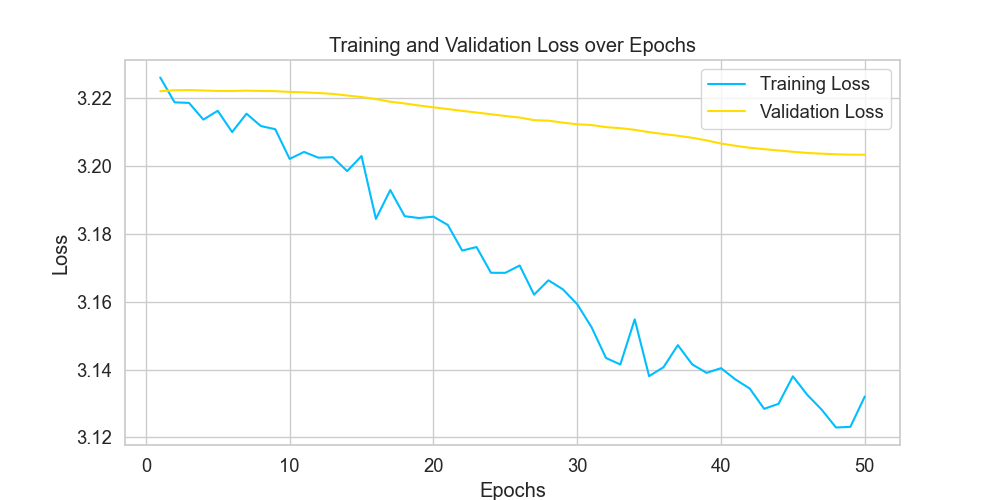 Training and Validation Loss over Epochs
Training Loss
Validation Loss
Loss
3.22
3.20
3.18
3.16
3.14
3.12
0 10 20 30 40 50
Epochs